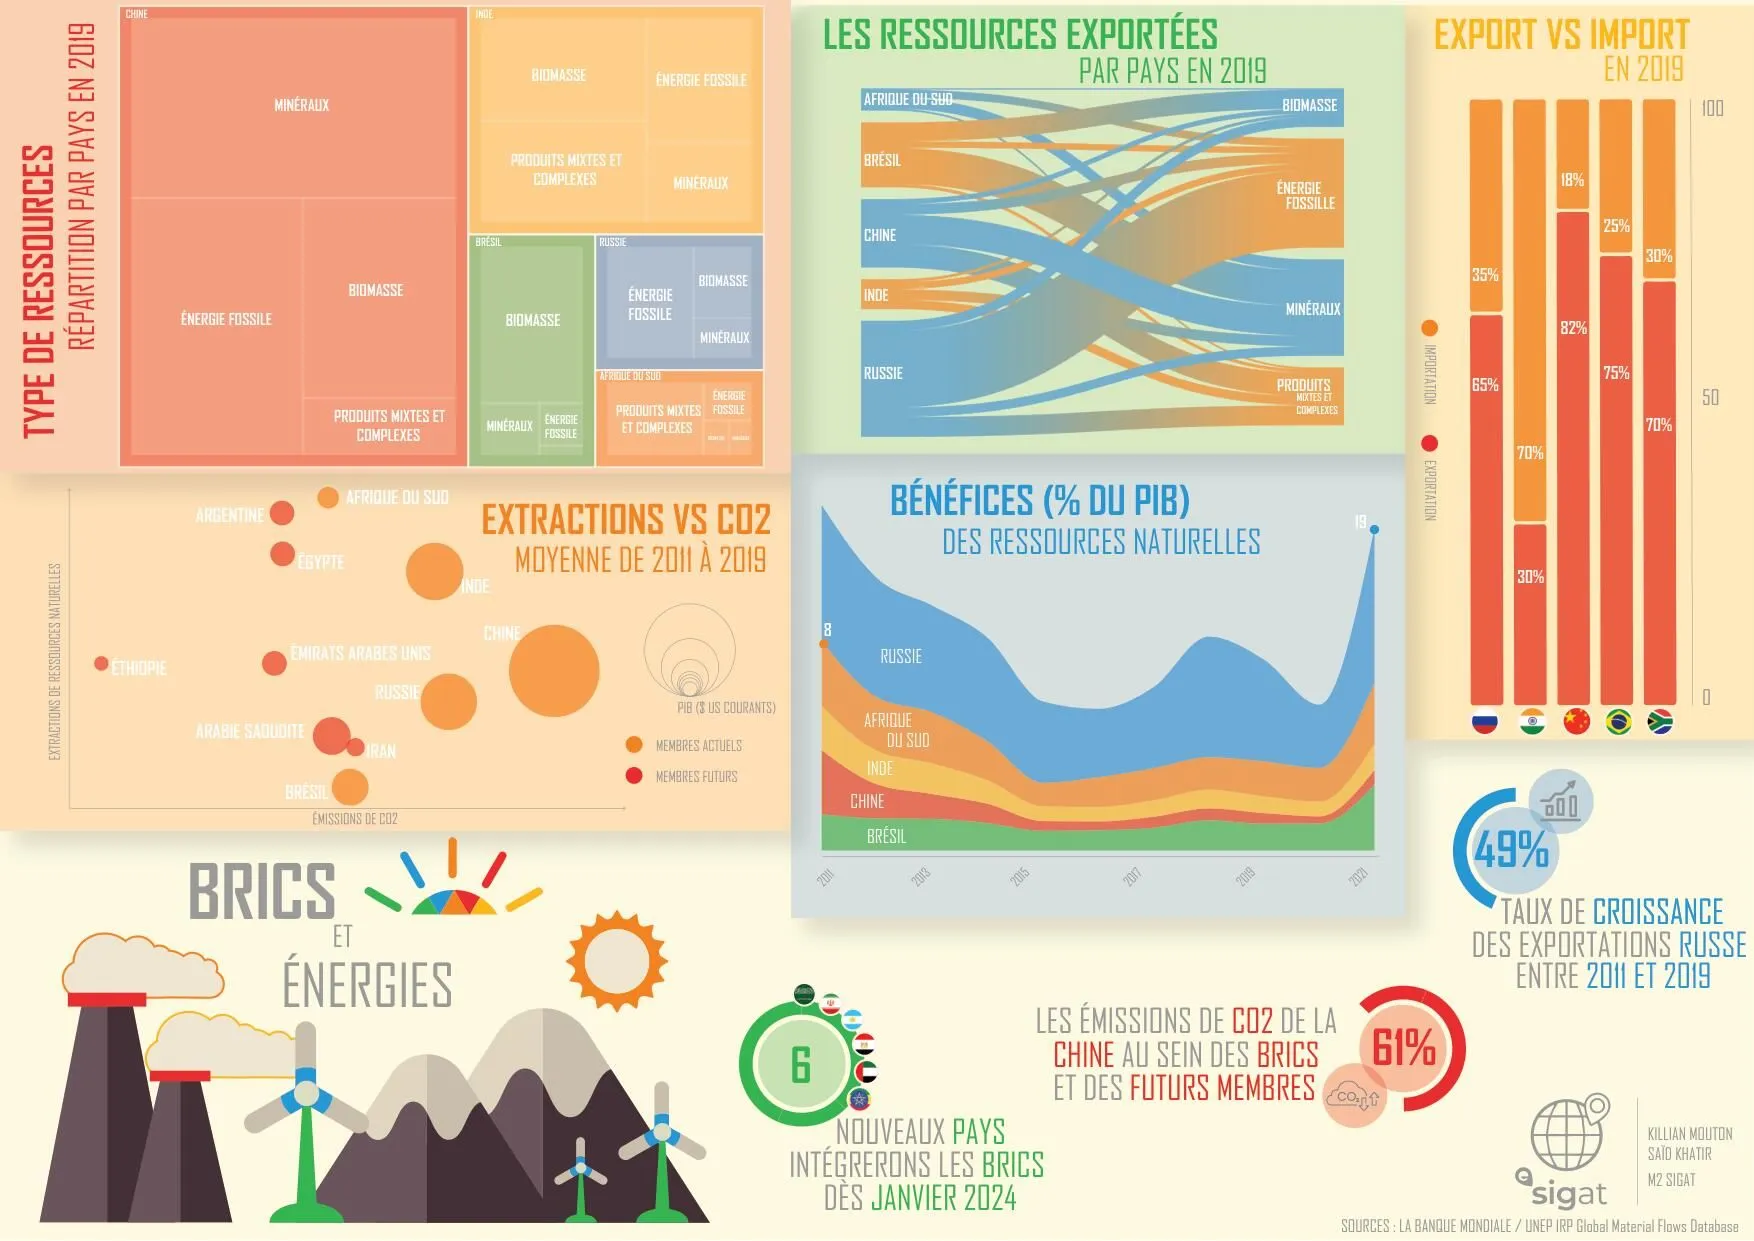 TYPE DE RESSOURCES
RÉPARTITION PAR PAYS EN 2019
CHINE
MINÉRAUX
ÉNERGIE FOSSILE
BIOMASSE
PRODUITS MIXTES ET
COMPLEXES
INDE
BIOMASSE
ÉNERGIE FOSSILE
PRODUITS MIXTES ET
COMPLEXES
MINÉRAUX
BRÉSIL
BIOMASSE
MINÉRAUX
ÉNERGIE
FOSSILE
RUSSIE
ÉNERGIE
FOSSILE
BIOMASSE
MINÉRAUX
AFRIQUE DU SUD
PRODUITS MIXTES
ET COMPLEXES
ÉNERGIE
FOSSILE
LES RESSOURCES EXPORTÉES
PAR PAYS EN 2019
AFRIQUE DU SUD
BRÉSIL
CHINE
INDE
RUSSIE
BIOMASSE
ÉNERGIE
FOSSILLE
MINÉRAUX
PRODUITS
MIXTES ET
COMPLEXES
EXPORT VS IMPORT
EN 2019
100
50
0
35%
65%
70%
30%
18%
82%
25%
75%
30%
70%
IMPORTATION
EXPORTATION
EXTRACTIONS VS CO2
MOYENNE DE 2011 À 2019
EXTRACTIONS DE RESSOURCES NATURELLES
AFRIQUE DU SUD
ARGENTINE
ÉGYPTE
INDE
CHINE
ÉMIRATS ARABES UNIS
ÉTHIOPIE
RUSSIE
ARABIE SAOUDITE
IRAN
BRÉSIL
ÉMISSIONS DE CO2
PIB ($ US COURANTS)
MEMBRES ACTUELS
MEMBRES FUTURS
BÉNÉFICES (% DU PIB)
DES RESSOURCES NATURELLES
19
8
RUSSIE
AFRIQUE
DU SUD
INDE
CHINE
BRÉSIL
2011
2013
2015
2017
2019
2021
49%
TAUX DE CROISSANCE
DES EXPORTATIONS RUSSE
ENTRE 2011 ET 2019
BRICS
ET
ÉNERGIES
6
NOUVEAUX PAYS
INTÉGRERONS LES BRICS
DÈS JANVIER 2024
LES ÉMISSIONS DE CO2 DE LA
CHINE AU SEIN DES BRICS
ET DES FUTURS MEMBRES
61%
CO2
sigat
KILLIAN MOUTON
SAÏD KHATIR
M2 SIGAT
SOURCES : LA BANQUE MONDIALE / UNEP IRP Global Material Flows Database